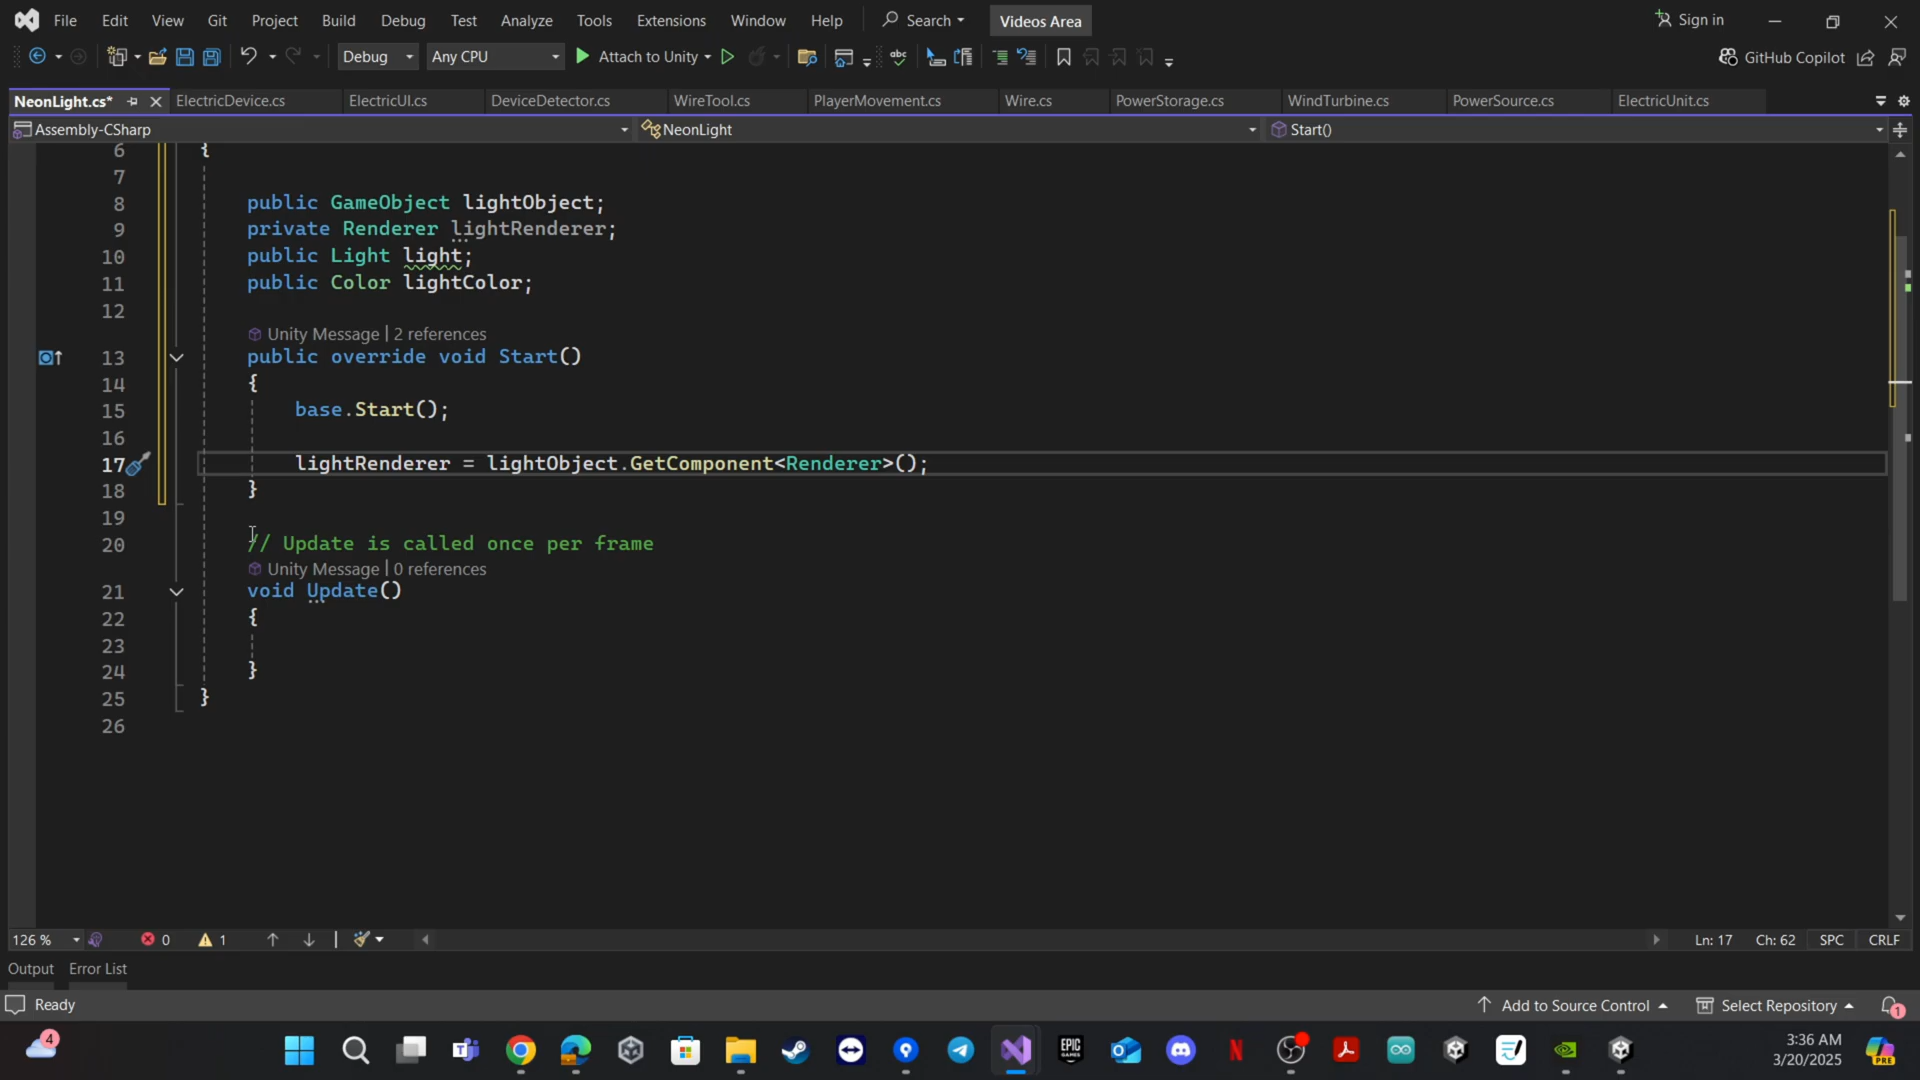 File Edit View Git Project Build Debug Test Analyze Tools Extensions Window Help Search Videos Area Sign in
Debug Any CPU Attach to Unity abc GitHub Copilot
NeonLight.cs* ElectricDevice.cs ElectricUI.cs DeviceDetector.cs WireTool.cs PlayerMovement.cs Wire.cs PowerStorage.cs WindTurbine.cs PowerSource.cs ElectricUnit.cs
Assembly-CSharp NeonLight Start()
6 {
7
8 public GameObject lightObject;
9 private Renderer lightRenderer;
10 public Light light;
11 public Color lightColor;
12
Unity Message | 2 references
13 public override void Start()
14 {
15 base.Start();
16
17 lightRenderer = lightObject.GetComponent<Renderer>();
18 }
19
20 // Update is called once per frame
Unity Message | 0 references
21 void Update()
22 {
23
24 }
25 }
26
126 % 0 1 Ln: 17 Ch: 62 SPC CRLF
Output Error List
Ready Add to Source Control Select Repository 1
4 EPIC GAMES N PRE
3:36 AM
3/20/2025